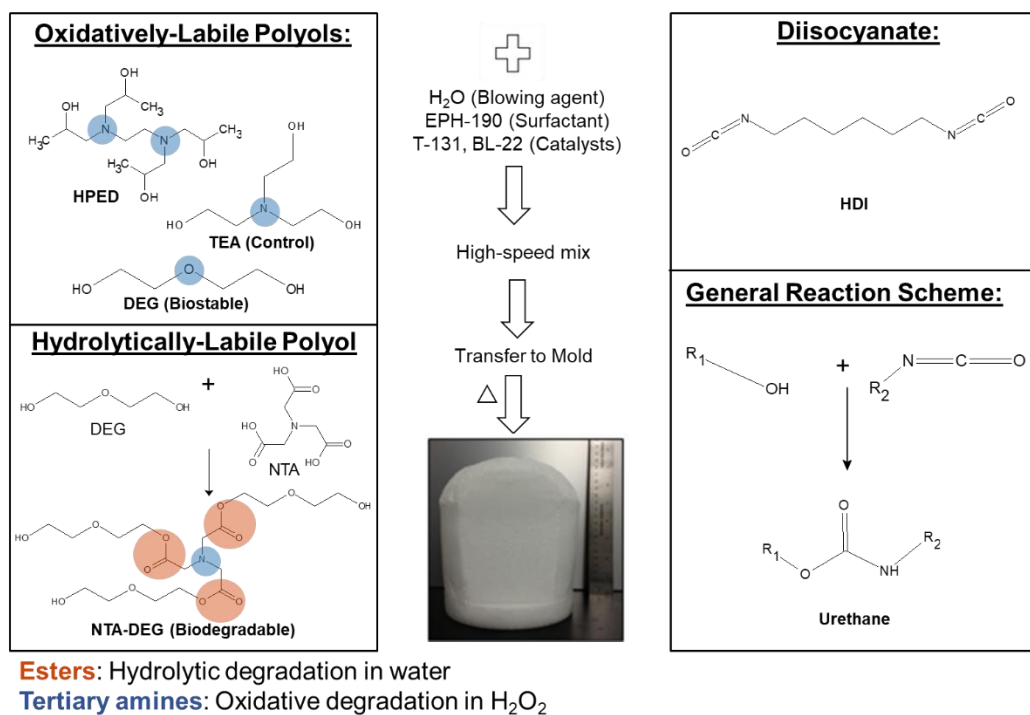 Oxidatively-Labile Polyols:
OH
CH₃
OH
OH
N
N
CH₃
H₃C
H₃C
OH
HPED
OH
N
HO
OH
TEA (Control)
O
HO
OH
DEG (Biostable)
Hydrolytically-Labile Polyol
O
HO
OH
DEG
+
HO
O
N
HO
O
O
HO
NTA
O
O
OH
O
O
HO
O
N
O
O
HO
O
O
NTA-DEG (Biodegradable)
H₂O (Blowing agent)
EPH-190 (Surfactant)
T-131, BL-22 (Catalysts)
High-speed mix
Transfer to Mold
△
Diisocyanate:
O
C
N
N
C
O
HDI
General Reaction Scheme:
R₁
OH
+
N
C
O
R₂
O
R₁
O
C
NH
R₂
Urethane
Esters: Hydrolytic degradation in water
Tertiary amines: Oxidative degradation in H₂O₂